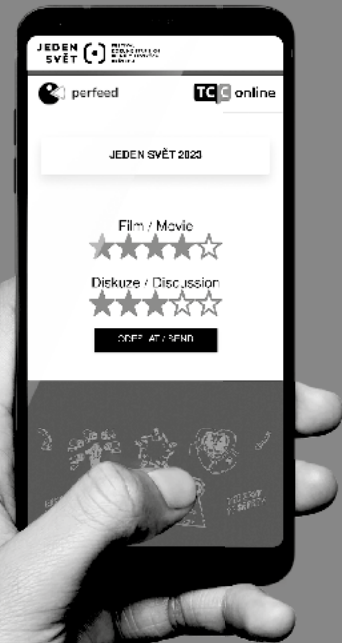 JEDEN
SVĚT
perfeed
TC online
JEDEN SVĚT 2023
Film / Movie
Diskuze / Discussion
ODESLAT / SEND